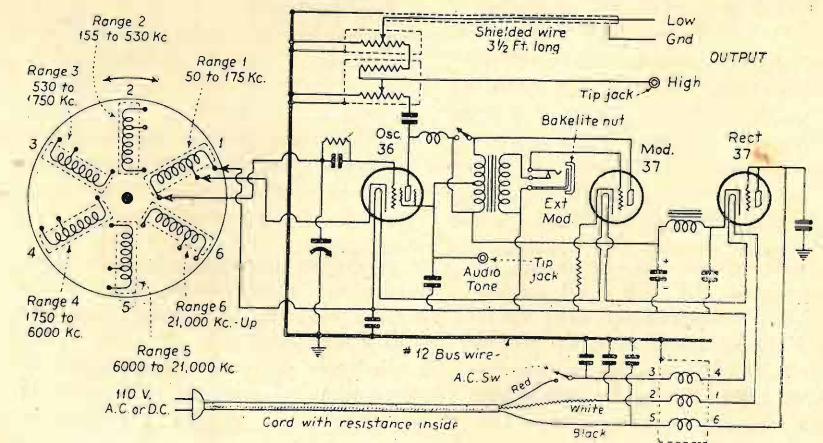 Range 2
155 to 530 Kc
Range 3
530 to
1750 Kc.
Range 1
50 to 175 Kc.
2
3
1
4
6
5
Range 4
1750 to
6000 Kc.
Range 6
21,000 Kc.-Up
Range 5
6000 to 21,000 Kc.
Shielded wire
3½ Ft. long
Low
Gnd
OUTPUT
High
Tip jack
Osc.
36
Bakelite nut
Mod.
37
Rect
37
Ext
Mod.
Audio
Tone
Tip
jack
+
–
#12 Bus wire
A.C. Sw
Red
White
Black
3 4
2 1
5 6
110 V.
A.C. or D.C.
Cord with resistance inside